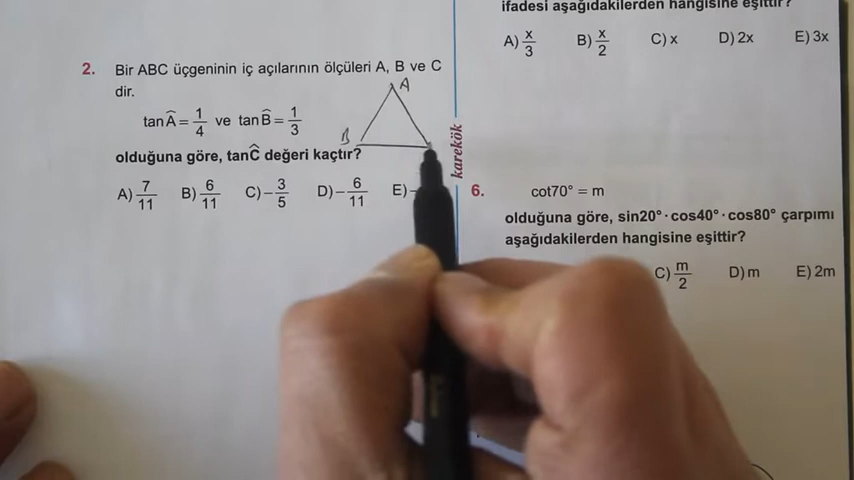 2. Bir ABC üçgeninin iç açılarının ölçüleri A, B ve C
dir.
A
tan Â = 1/4 ve tan B̂ = 1/3
B
olduğuna göre, tanĈ değeri kaçtır?
A) 7/11 B) 6/11 C) -3/5 D) -6/11 E) -
karekök
ifadesi aşağıdakilerden hangisine eşittir?
A) x/3 B) x/2 C) x D) 2x E) 3x
6. cot70° = m
olduğuna göre, sin20° · cos40° · cos80° çarpımı
aşağıdakilerden hangisine eşittir?
C) m/2 D) m E) 2m